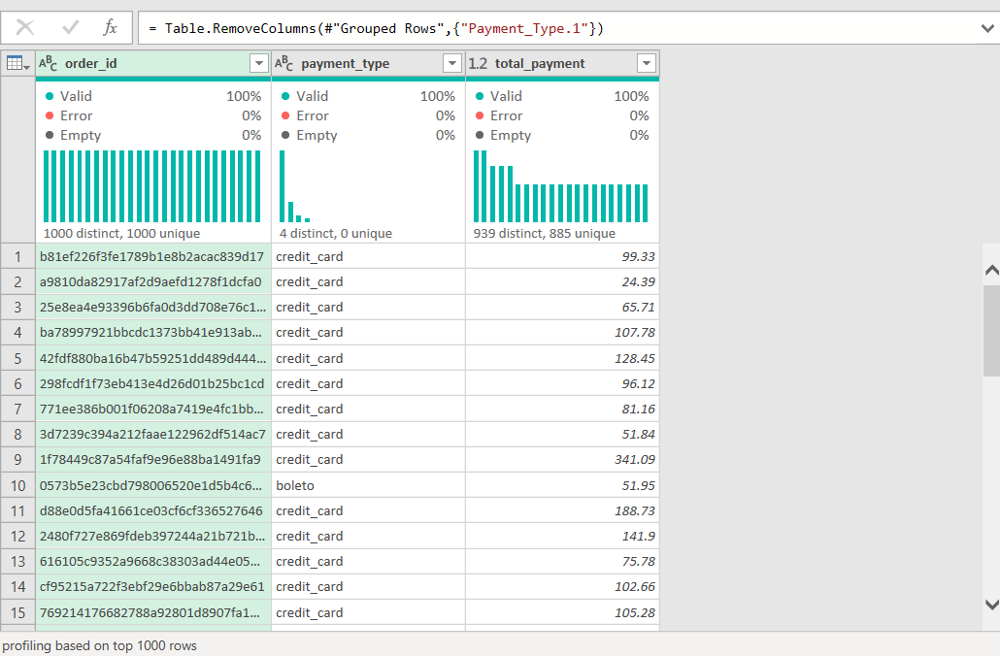 fx = Table.RemoveColumns(#"Grouped Rows",{"Payment_Type.1"})
ABC order_id ABC payment_type 1.2 total_payment
Valid 100% Valid 100% Valid 100%
Error 0% Error 0% Error 0%
Empty 0% Empty 0% Empty 0%
1000 distinct, 1000 unique 4 distinct, 0 unique 939 distinct, 885 unique
1 b81ef226f3fe1789b1e8b2acac839d17 credit_card 99.33
2 a9810da82917af2d9aefd1278f1dcfa0 credit_card 24.39
3 25e8ea4e93396b6fa0d3dd708e76c1... credit_card 65.71
4 ba78997921bbcdc1373bb41e913ab... credit_card 107.78
5 42fdf880ba16b47b59251dd489d444... credit_card 128.45
6 298fcdf1f73eb413e4d26d01b25bc1cd credit_card 96.12
7 771ee386b001f06208a7419e4fc1bb... credit_card 81.16
8 3d7239c394a212faae122962df514ac7 credit_card 51.84
9 1f78449c87a54faf9e96e88ba1491fa9 credit_card 341.09
10 0573b5e23cbd798006520e1d5b4c6... boleto 51.95
11 d88e0d5fa41661ce03cf6cf336527646 credit_card 188.73
12 2480f727e869fdeb397244a21b721b... credit_card 141.9
13 616105c9352a9668c38303ad44e05... credit_card 75.78
14 cf95215a722f3ebf29e6bbab87a29e61 credit_card 102.66
15 769214176682788a92801d8907fa1... credit_card 105.28
profiling based on top 1000 rows